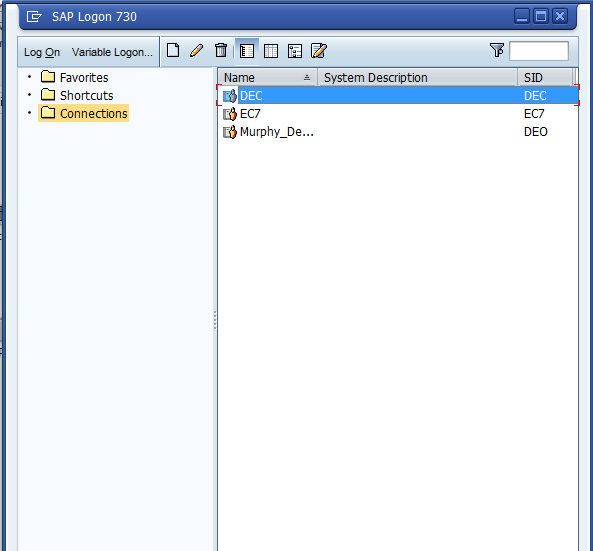 SAP Logon 730
Log On Variable Logon...
Favorites
Shortcuts
Connections
Name System Description SID
DEC DEC
EC7 EC7
Murphy_De... DEO